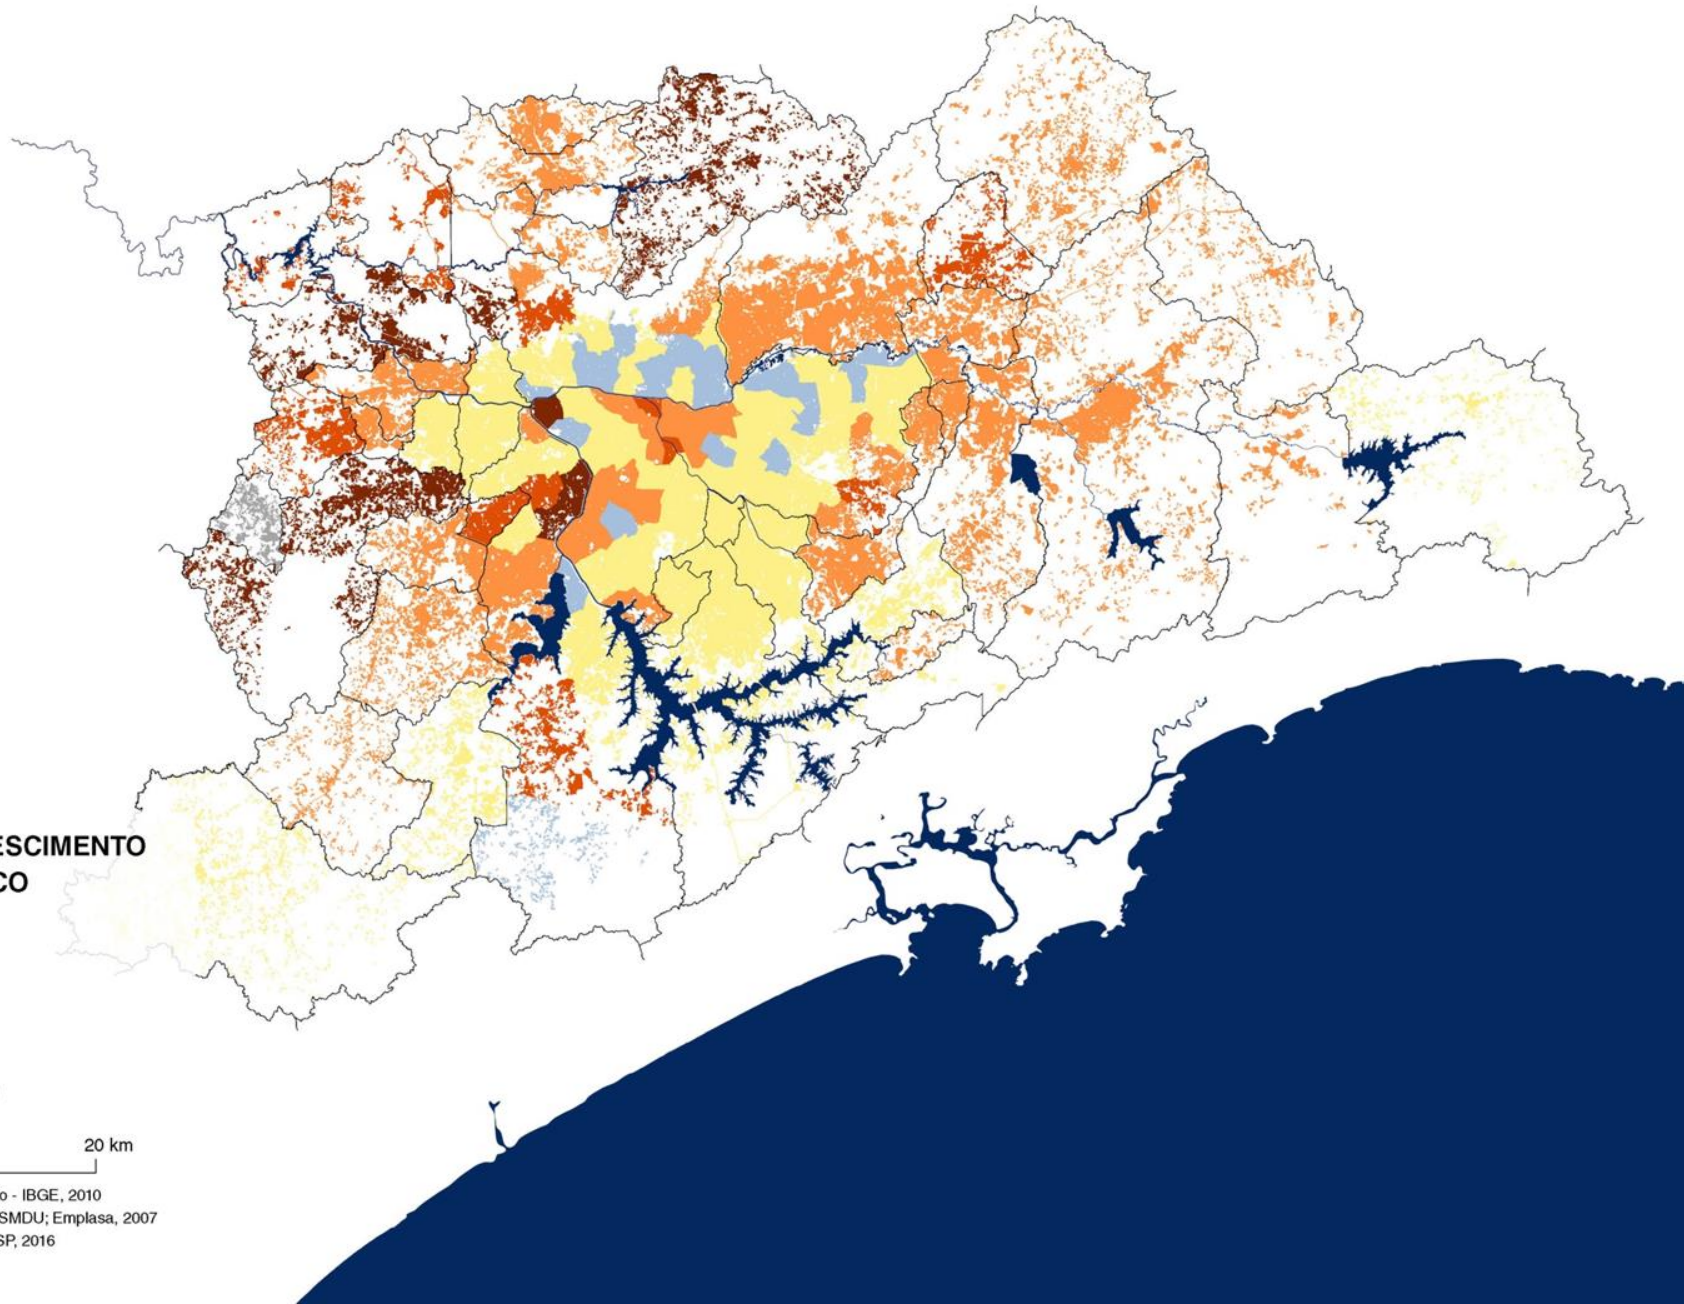 ESCIMENTO
CO
20 km
o - IBGE, 2010
SMDU; Emplasa, 2007
SP, 2016